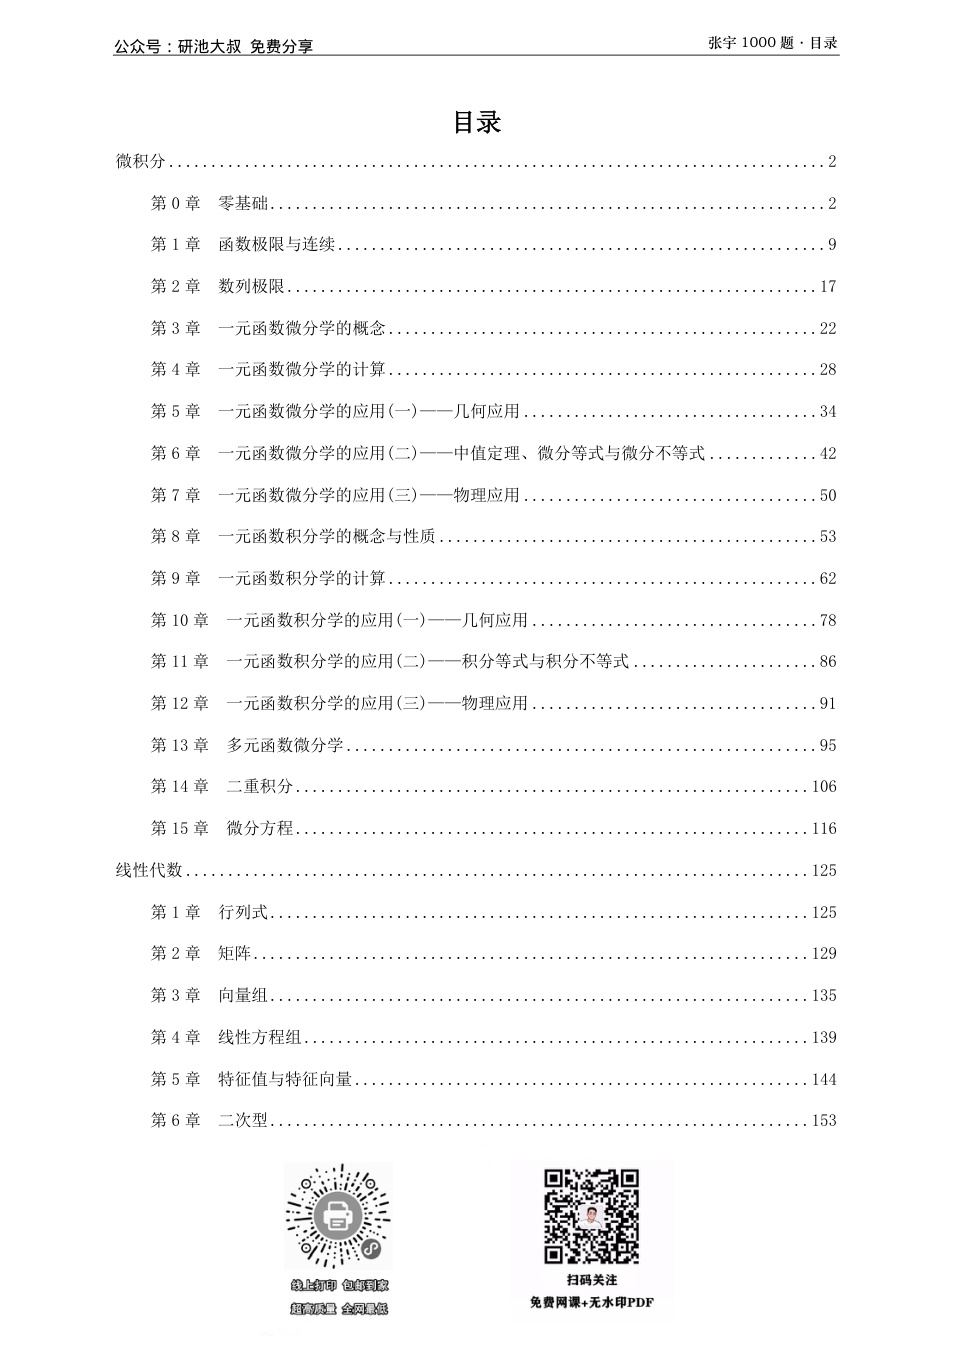 公众号：研池大叔 免费分享
张宇 1000 题·目录
目录
微积分..............................................................................2
第 0 章 零基础..................................................................2
第 1 章 函数极限与连续..........................................................9
第 2 章 数列极限...............................................................17
第 3 章 一元函数微分学的概念...................................................22
第 4 章 一元函数微分学的计算...................................................28
第 5 章 一元函数微分学的应用(一)——几何应用...................................34
第 6 章 一元函数微分学的应用(二)——中值定理、微分等式与微分不等式.............42
第 7 章 一元函数微分学的应用(三)——物理应用...................................50
第 8 章 一元函数积分学的概念与性质.............................................53
第 9 章 一元函数积分学的计算...................................................62
第 10 章 一元函数积分学的应用(一)——几何应用..................................78
第 11 章 一元函数积分学的应用(二)——积分等式与积分不等式......................86
第 12 章 一元函数积分学的应用(三)——物理应用..................................91
第 13 章 多元函数微分学........................................................95
第 14 章 二重积分.............................................................106
第 15 章 微分方程.............................................................116
线性代数..........................................................................125
第 1 章 行列式................................................................125
第 2 章 矩阵..................................................................129
第 3 章 向量组................................................................135
第 4 章 线性方程组............................................................139
第 5 章 特征值与特征向量......................................................144
第 6 章 二次型................................................................153
线上打印 包邮到家
超高质量 全网最低
扫码关注
免费网课+无水印PDF